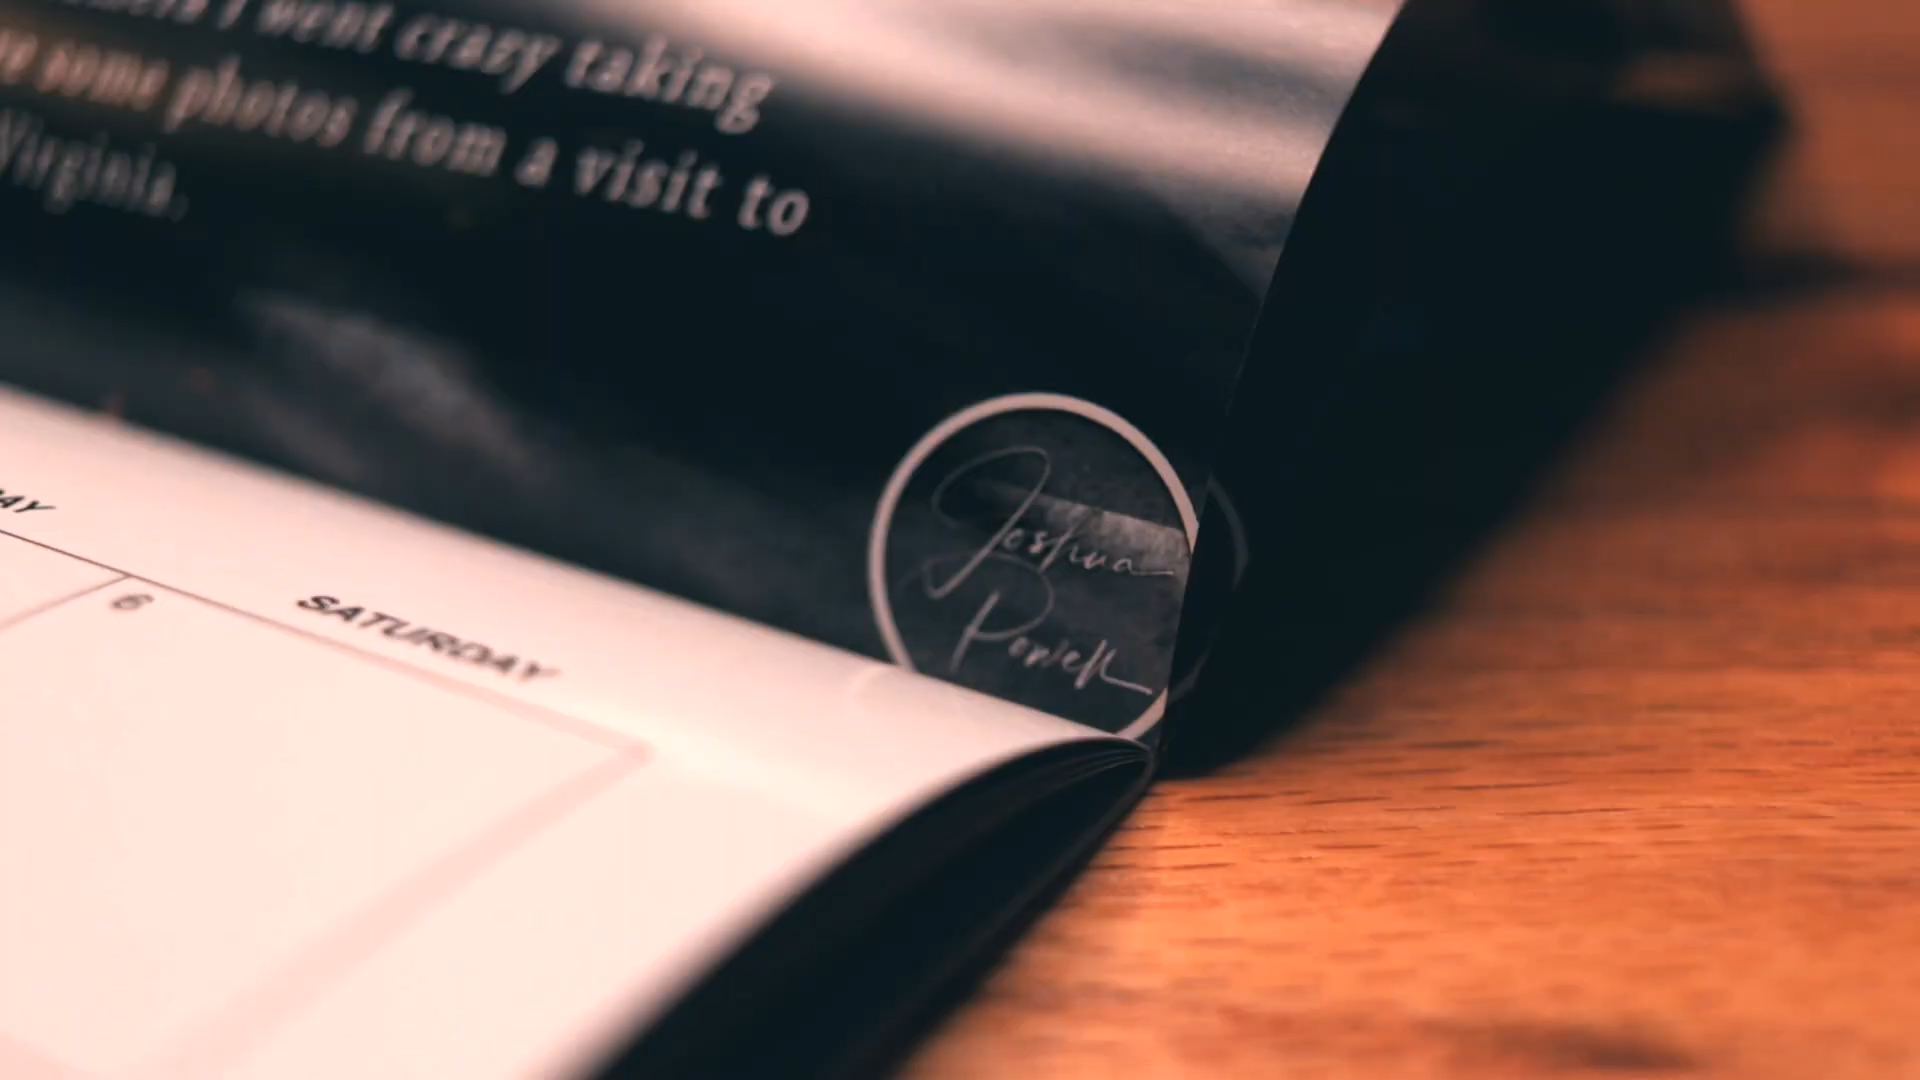 I went crazy taking
some photos from a visit to
Virginia.
Joshua
Powell
SATURDAY
6